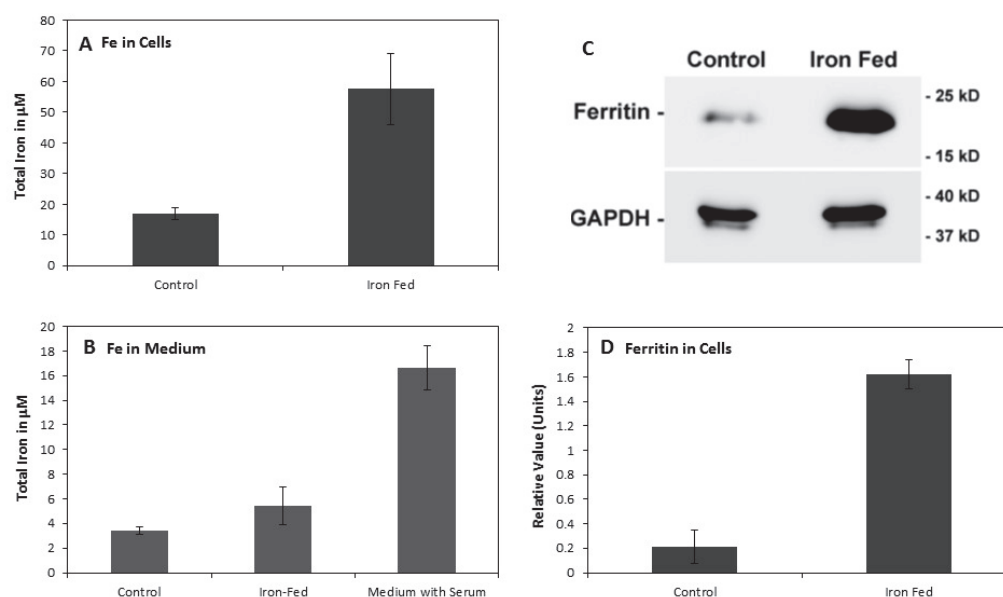 A Fe in Cells
Total Iron in µM
80
70
60
50
40
30
20
10
0
Control Iron Fed
C
Control Iron Fed
Ferritin -
- 25 kD
- 15 kD
GAPDH -
- 40 kD
- 37 kD
B Fe in Medium
Total Iron in µM
20
18
16
14
12
10
8
6
4
2
0
Control Iron-Fed Medium with Serum
D Ferritin in Cells
Relative Value (Units)
2
1.8
1.6
1.4
1.2
1
0.8
0.6
0.4
0.2
0
Control Iron Fed